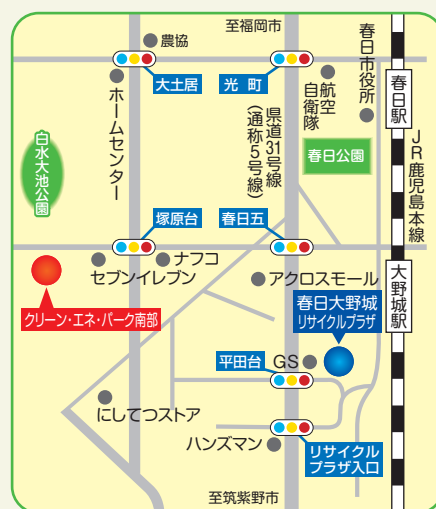 至福岡市
農協
大土居
光町
航空
自衛隊
春日市役所
春日駅
ホームセンター
県道31号線
(通称5号線)
春日公園
JR鹿児島本線
白水大池公園
塚原台
春日五
ナフコ
セブンイレブン
アクロスモール
大野城駅
クリーン・エネ・パーク南部
春日大野城
リサイクルプラザ
平田台
GS
にしてつストア
ハンズマン
リサイクル
プラザ入口
至筑紫野市